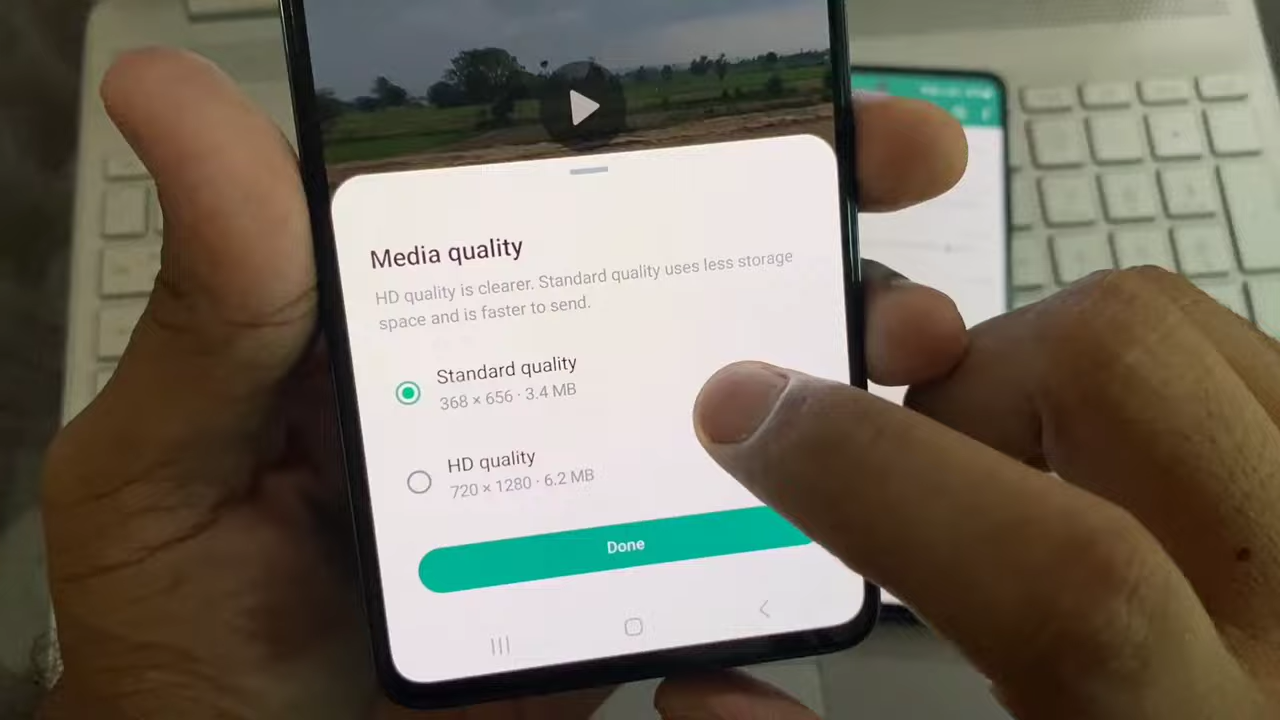 Media quality
HD quality is clearer. Standard quality uses less storage
space and is faster to send.
Standard quality
368 × 656 · 3.4 MB
HD quality
720 × 1280 · 6.2 MB
Done